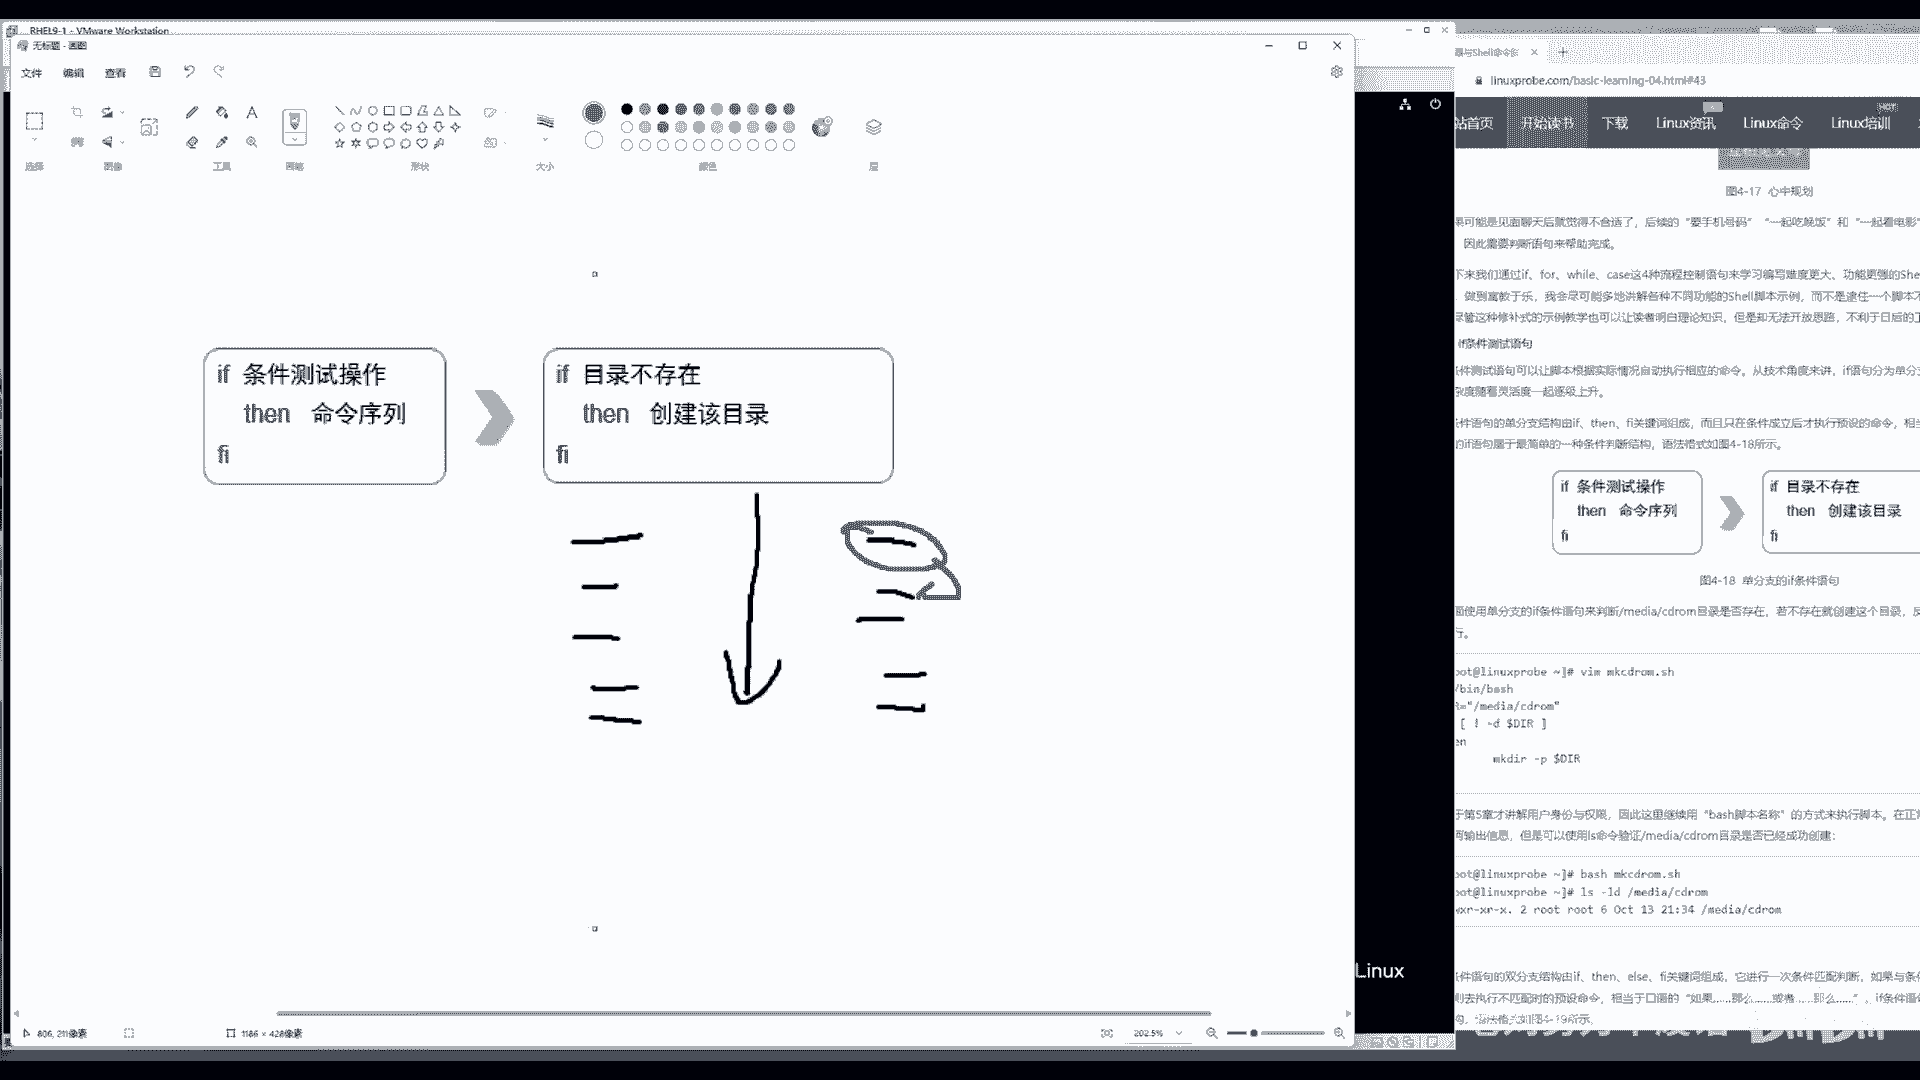 RHEL9-1 - VMware Workstation
无标题 - 画图
文件 编辑 查看
选择 图像 工具 画笔 形状 大小 颜色 层
if 条件测试操作
then 命令序列
fi
if 目录不存在
then 创建该目录
fi
Linux
806, 211像素
1186 × 428像素
202.5%
linuxprobe.com/basic-learning-04.html#43
站首页 开始读书 下载 Linux资讯 Linux命令 HOT Linux培训
图4-17 心中规划
果可能是见面聊天后就觉得不合适了，后续的“要手机号码” “一起吃晚饭”和“一起看电影”
因此需要判断语句来帮助完成。
下来我们通过if、for、while、case这4种流程控制语句来学习编写难度更大、功能更强的She
做到寓教于乐，我会尽可能多地讲解各种不同功能的Shell脚本示例，而不是逮住一个脚本不
尽管这种修补式的示例教学也可以让读者明白理论知识，但是却无法开放思路，不利于日后的工
if条件测试语句
件测试语句可以让脚本根据实际情况自动执行相应的命令。从技术角度来讲，if语句分为单分支
杂度随着灵活度一起逐级上升。
件语句的单分支结构由if、then、fi关键词组成，而且只在条件成立后才执行预设的命令，相当
的if语句属于最简单的一种条件判断结构，语法格式如图4-18所示。
if 条件测试操作
then 命令序列
fi
if 目录不存在
then 创建该目录
fi
图4-18 单分支的if条件语句
面使用单分支的if条件语句来判断/media/cdrom目录是否存在，若不存在就创建这个目录，反
行。
oot@linuxprobe ~]# vim mkcdrom.sh
/bin/bash
R="/media/cdrom"
[ ! -d $DIR ]
en
mkdir -p $DIR
于第5章才讲解用户身份与权限，因此这里继续用“bash脚本名称”的方式来执行脚本。在正常
何输出信息，但是可以使用ls命令验证/media/cdrom目录是否已经成功创建：
oot@linuxprobe ~]# bash mkcdrom.sh
oot@linuxprobe ~]# ls -ld /media/cdrom
wxr-xr-x. 2 root root 6 Oct 13 21:34 /media/cdrom
件语句的双分支结构由if、then、else、fi关键词组成，它进行一次条件匹配判断，如果与条件
则去执行不匹配时的预设命令，相当于口语的“如果……那么……或者……那么……”。if条件语句
构，语法格式如图4-19所示。